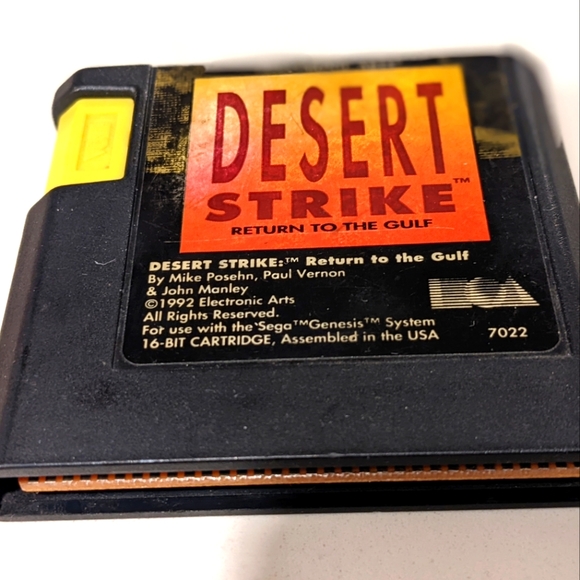 DESERT
STRIKE™
RETURN TO THE GULF
DESERT STRIKE:™ Return to the Gulf
By Mike Posehn, Paul Vernon
& John Manley
©1992 Electronic Arts
All Rights Reserved.
For use with the Sega™Genesis™ System
16-BIT CARTRIDGE, Assembled in the USA
7022
EA